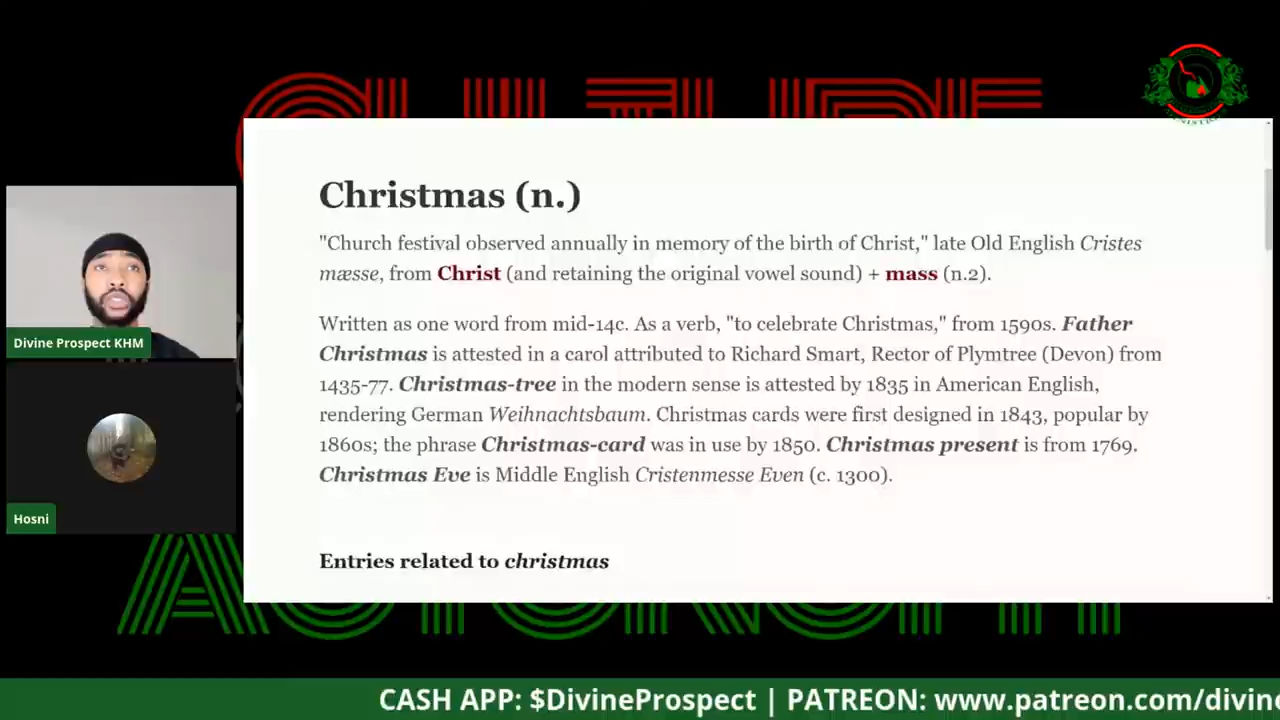 Christmas (n.)
"Church festival observed annually in memory of the birth of Christ," late Old English Cristes
mæsse, from Christ (and retaining the original vowel sound) + mass (n.2).
Written as one word from mid-14c. As a verb, "to celebrate Christmas," from 1590s. Father
Christmas is attested in a carol attributed to Richard Smart, Rector of Plymtree (Devon) from
1435-77. Christmas-tree in the modern sense is attested by 1835 in American English,
rendering German Weihnachtsbaum. Christmas cards were first designed in 1843, popular by
1860s; the phrase Christmas-card was in use by 1850. Christmas present is from 1769.
Christmas Eve is Middle English Cristenmesse Even (c. 1300).
Entries related to christmas
Divine Prospect KHM
Hosni
CASH APP: $DivineProspect | PATREON: www.patreon.com/divine